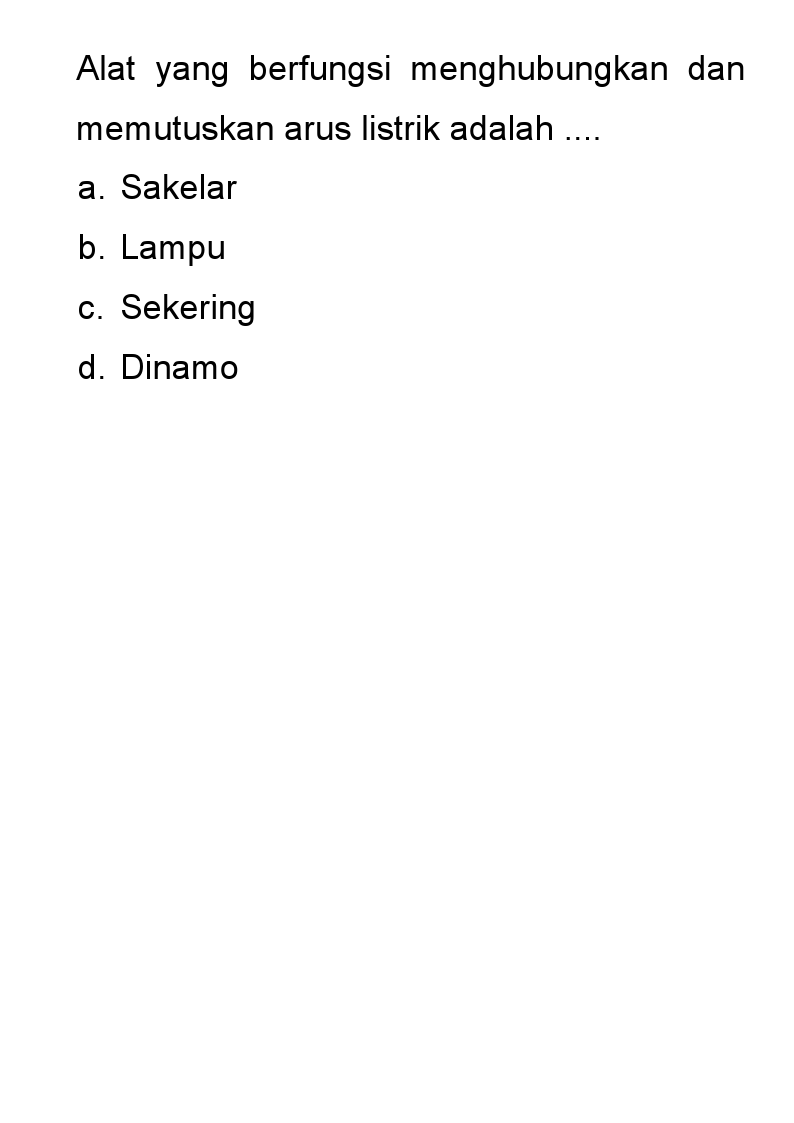 Alat yang berfungsi menghubungkan dan
memutuskan arus listrik adalah ....
a. Sakelar
b. Lampu
c. Sekering
d. Dinamo